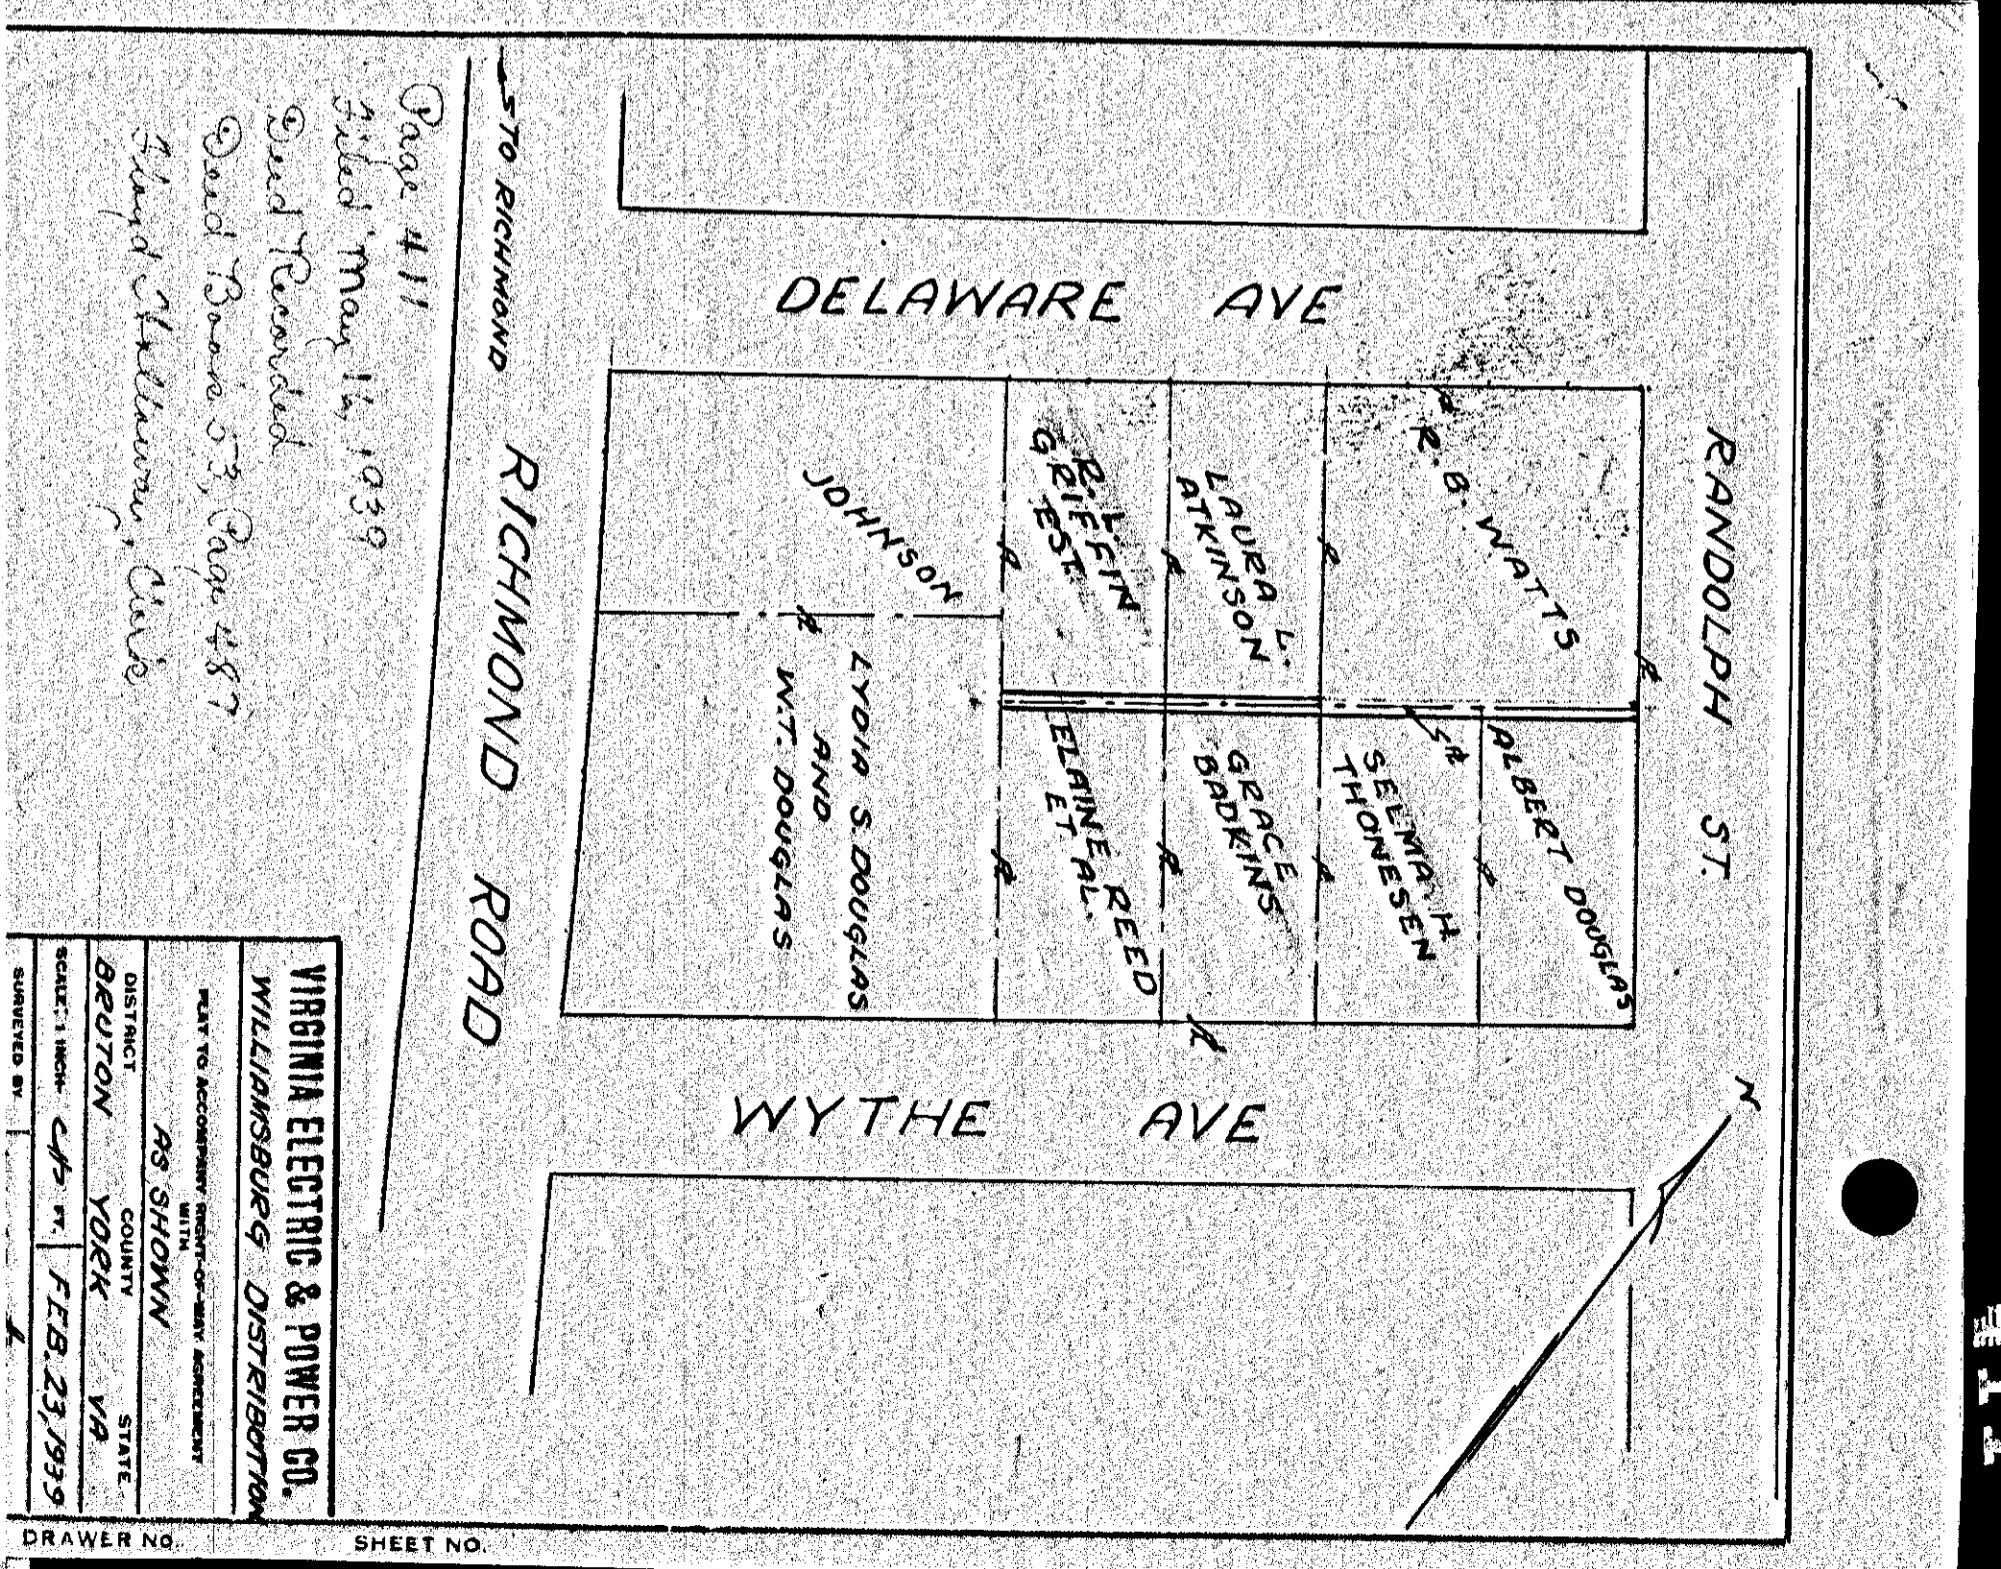 Page 411
Filed May 16, 1939
Deed Recorded
Deed Book 53, Page 487
Clerk
TO RICHMOND
RICHMOND ROAD
DELAWARE AVE
RANDOLPH ST.
WYTHE AVE
JOHNSON
R. L.
GRIFFIN
EST.
LAURA L.
ATKINSON
R. B. WATTS
LYDIA S. DOUGLAS
AND
W.T. DOUGLAS
ELAINE REED
ET AL.
GRACE
BADKINS
SELMA H.
THONESEN
ALBERT DOUGLAS
5'
N
VIRGINIA ELECTRIC & POWER CO.
WILLIAMSBURG DISTRIBUTION
PLAT TO ACCOMPANY RIGHT-OF-WAY AGREEMENT
WITH
AS SHOWN
DISTRICT COUNTY STATE
BRUTON YORK VA
SCALE: 1 INCH= FT. FEB. 23, 1939
SURVEYED BY
DRAWER NO.
SHEET NO.